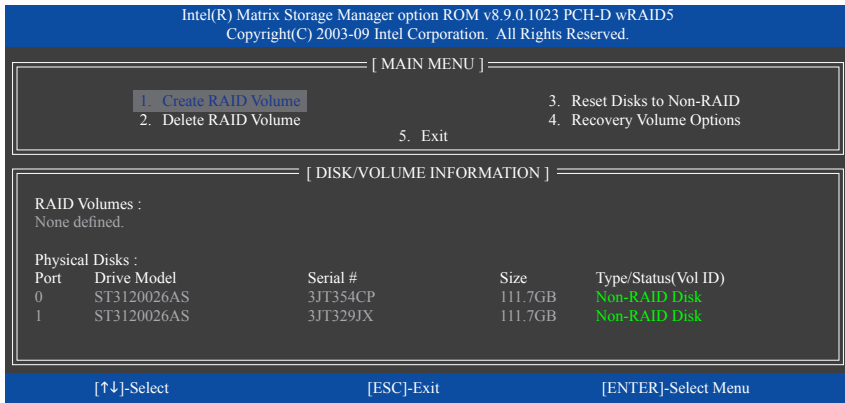 Intel(R) Matrix Storage Manager option ROM v8.9.0.1023 PCH-D wRAID5
Copyright(C) 2003-09 Intel Corporation. All Rights Reserved.
[ MAIN MENU ]
1. Create RAID Volume 3. Reset Disks to Non-RAID
2. Delete RAID Volume 4. Recovery Volume Options
5. Exit
[ DISK/VOLUME INFORMATION ]
RAID Volumes :
None defined.
Physical Disks :
Port Drive Model Serial # Size Type/Status(Vol ID)
0 ST3120026AS 3JT354CP 111.7GB Non-RAID Disk
1 ST3120026AS 3JT329JX 111.7GB Non-RAID Disk
[↑↓]-Select [ESC]-Exit [ENTER]-Select Menu